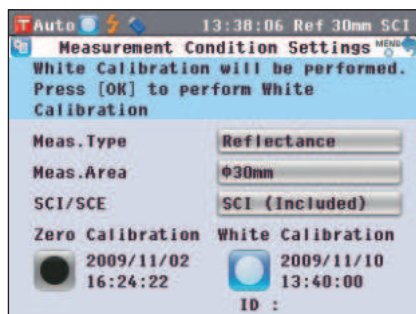 TAuto 13:38:06 Ref 30mm SCI
Measurement Condition Settings MENU
White Calibration will be performed.
Press [OK] to perform White
Calibration
Meas.Type Reflectance
Meas.Area Φ30mm
SCI/SCE SCI (Included)
Zero Calibration White Calibration
2009/11/02 2009/11/10
16:24:22 13:40:00
ID :